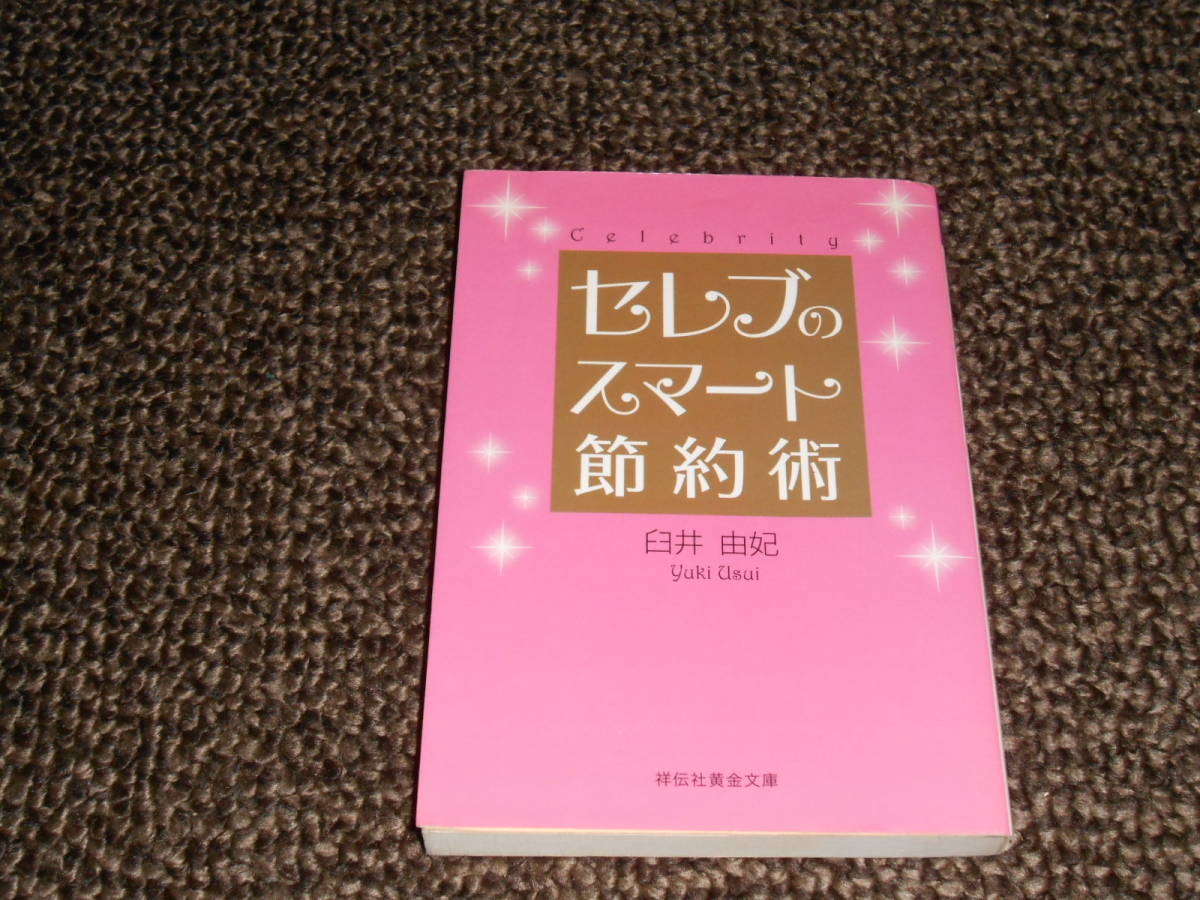 Celebrity
セレブの
スマート
節約術
臼井 由妃
Yuki Usui
祥伝社黄金文庫